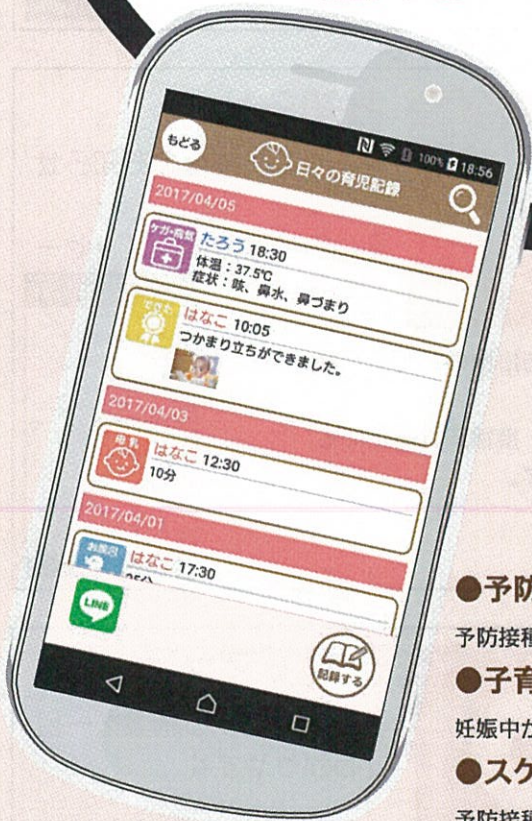 100% 18:56
もどる
日々の育児記録
2017/04/05
ケガ・病気
たろう 18:30
体温：37.5℃
症状：咳、鼻水、鼻づまり
できた
はなこ 10:05
つかまり立ちができました。
2017/04/03
母乳
はなこ 12:30
10分
2017/04/01
お風呂
はなこ 17:30
LINE
記録する
●予防
予防接種
●子育
妊娠中か
●スケ
予防接種